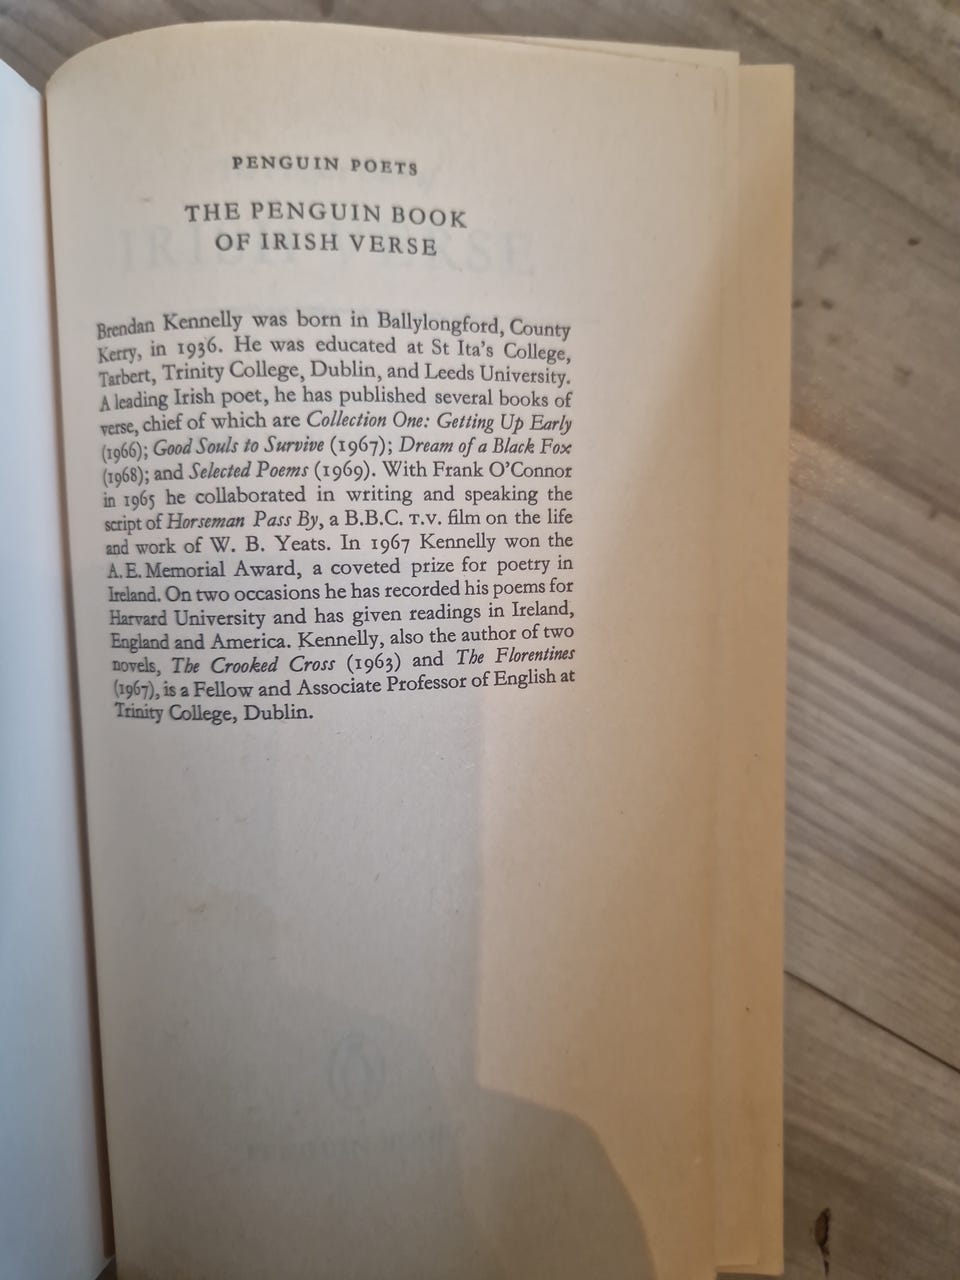 PENGUIN POETS
THE PENGUIN BOOK
OF IRISH VERSE
Brendan Kennelly was born in Ballylongford, County
Kerry, in 1936. He was educated at St Ita's College,
Tarbert, Trinity College, Dublin, and Leeds University.
A leading Irish poet, he has published several books of
verse, chief of which are Collection One: Getting Up Early
(1966); Good Souls to Survive (1967); Dream of a Black Fox
(1968); and Selected Poems (1969). With Frank O'Connor
in 1965 he collaborated in writing and speaking the
script of Horseman Pass By, a B.B.C. T.V. film on the life
and work of W. B. Yeats. In 1967 Kennelly won the
A.E. Memorial Award, a coveted prize for poetry in
Ireland. On two occasions he has recorded his poems for
Harvard University and has given readings in Ireland,
England and America. Kennelly, also the author of two
novels, The Crooked Cross (1963) and The Florentines
(1967), is a Fellow and Associate Professor of English at
Trinity College, Dublin.